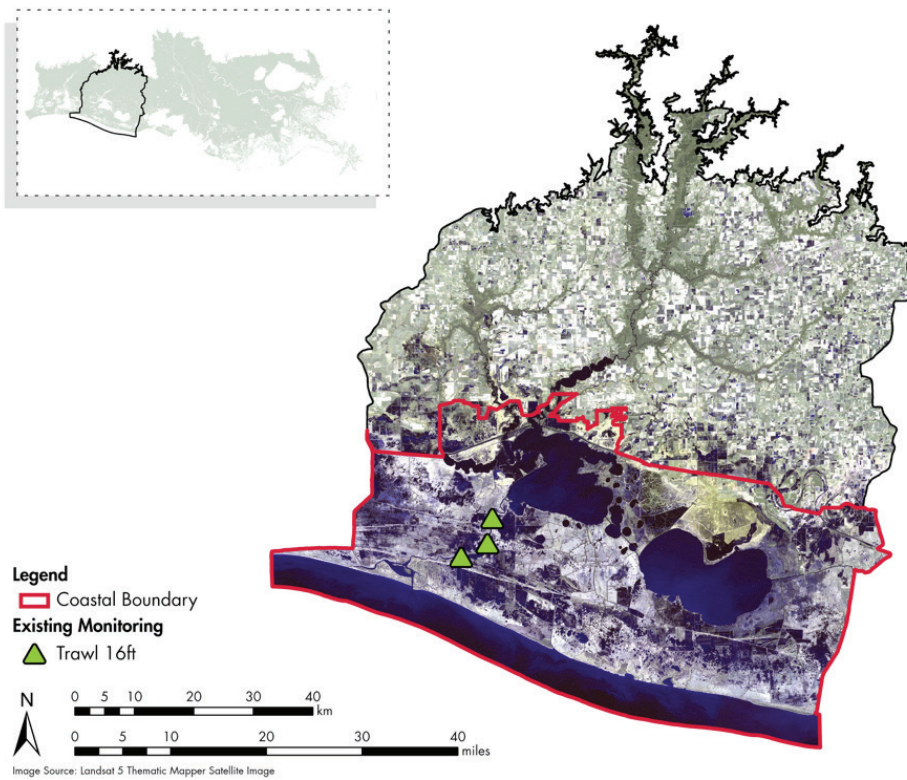 Legend
Coastal Boundary
Existing Monitoring
Trawl 16ft
N
0 5 10 20 30 40
km
0 5 10 20 30 40
miles
Image Source: Landsat 5 Thematic Mapper Satellite Image